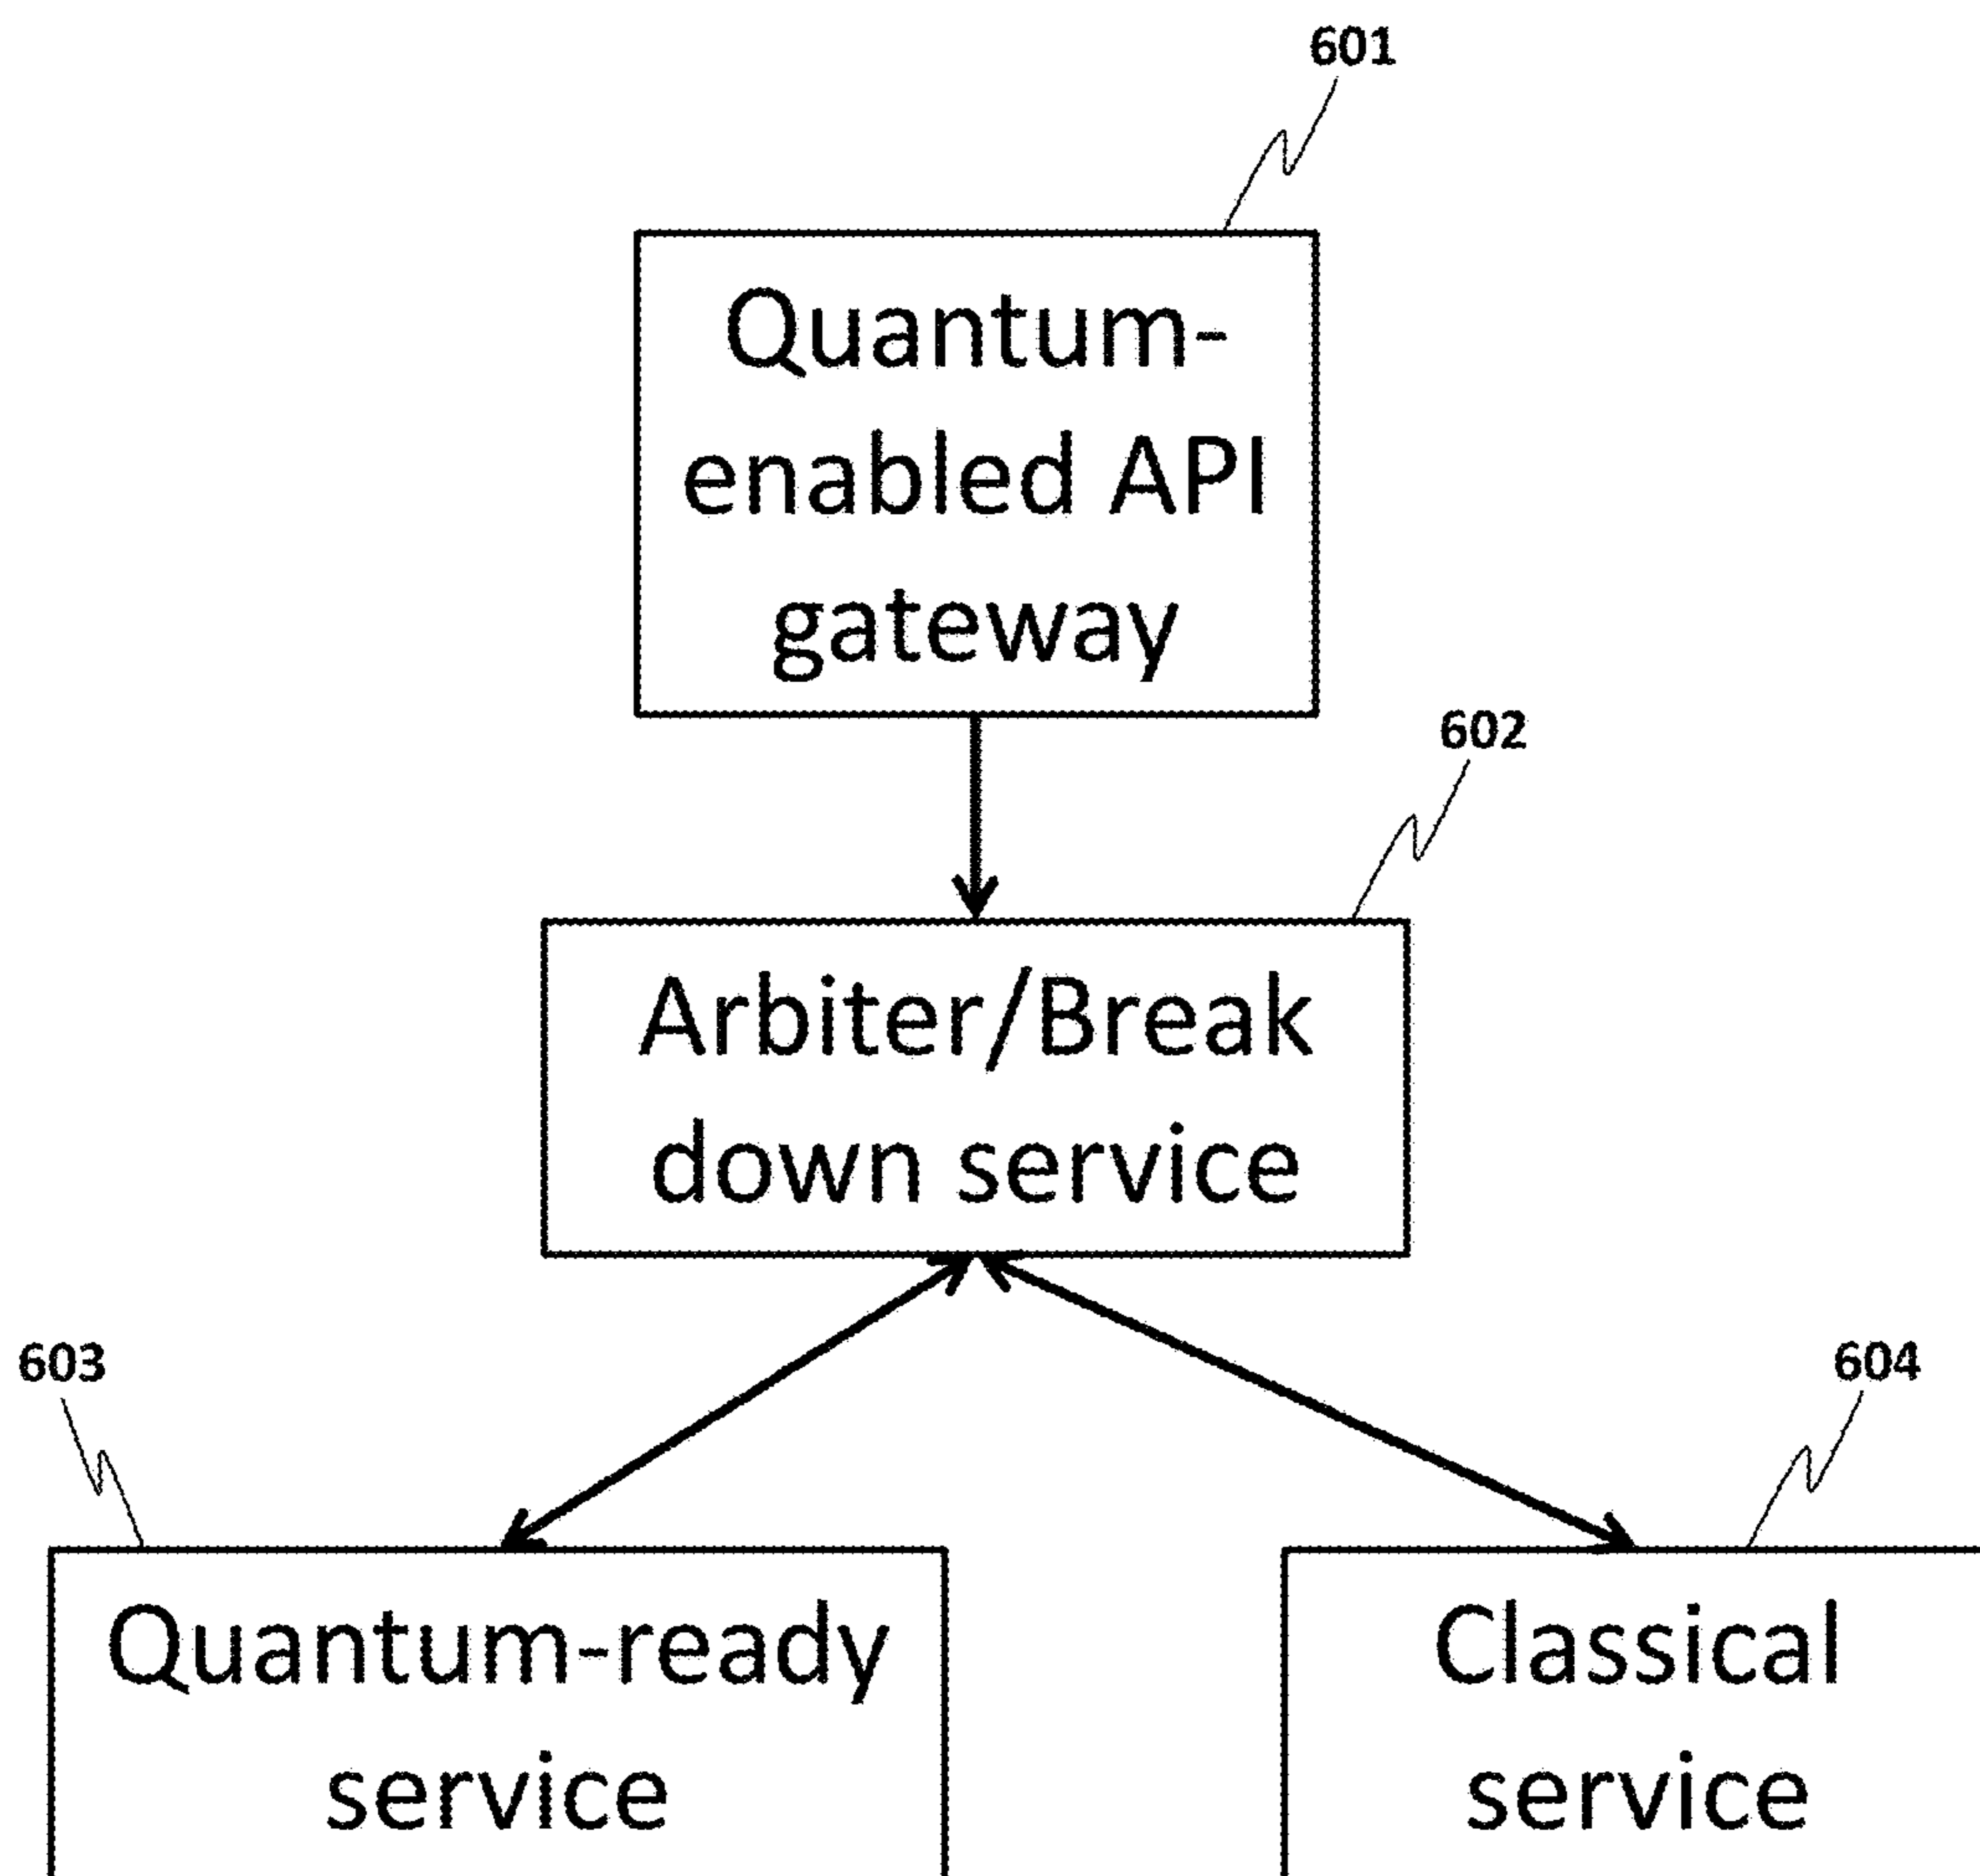 601
Quantum-
enabled API
gateway
602
Arbiter/Break
down service
603
604
Quantum-ready
service
Classical
service